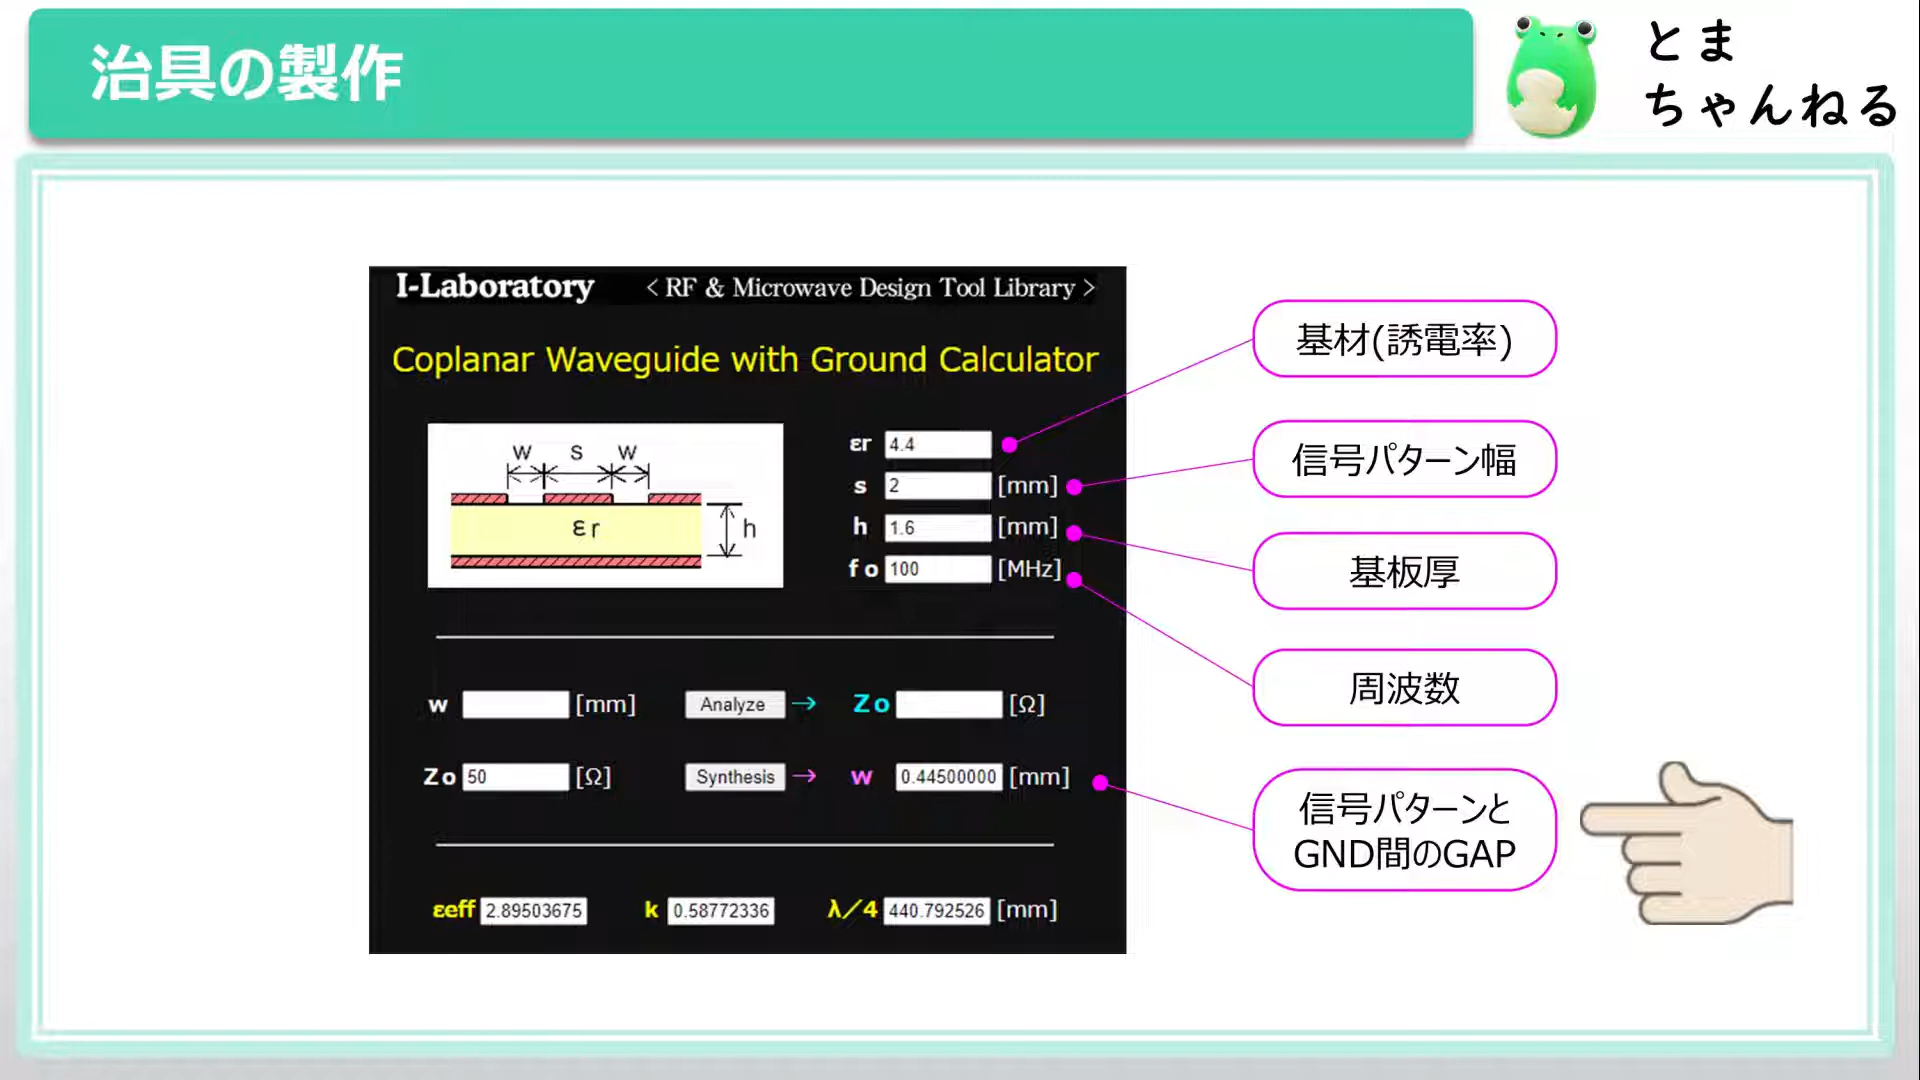 治具の製作
とま
ちゃんねる
I-Laboratory < RF & Microwave Design Tool Library >
Coplanar Waveguide with Ground Calculator
W S W
εr
h
εr 4.4
s 2 [mm]
h 1.6 [mm]
fo 100 [MHz]
w [mm] Analyze → Zo [Ω]
Zo 50 [Ω] Synthesis → w 0.44500000 [mm]
εeff 2.89503675 k 0.58772336 λ/4 440.792526 [mm]
基材(誘電率)
信号パターン幅
基板厚
周波数
信号パターンと
GND間のGAP